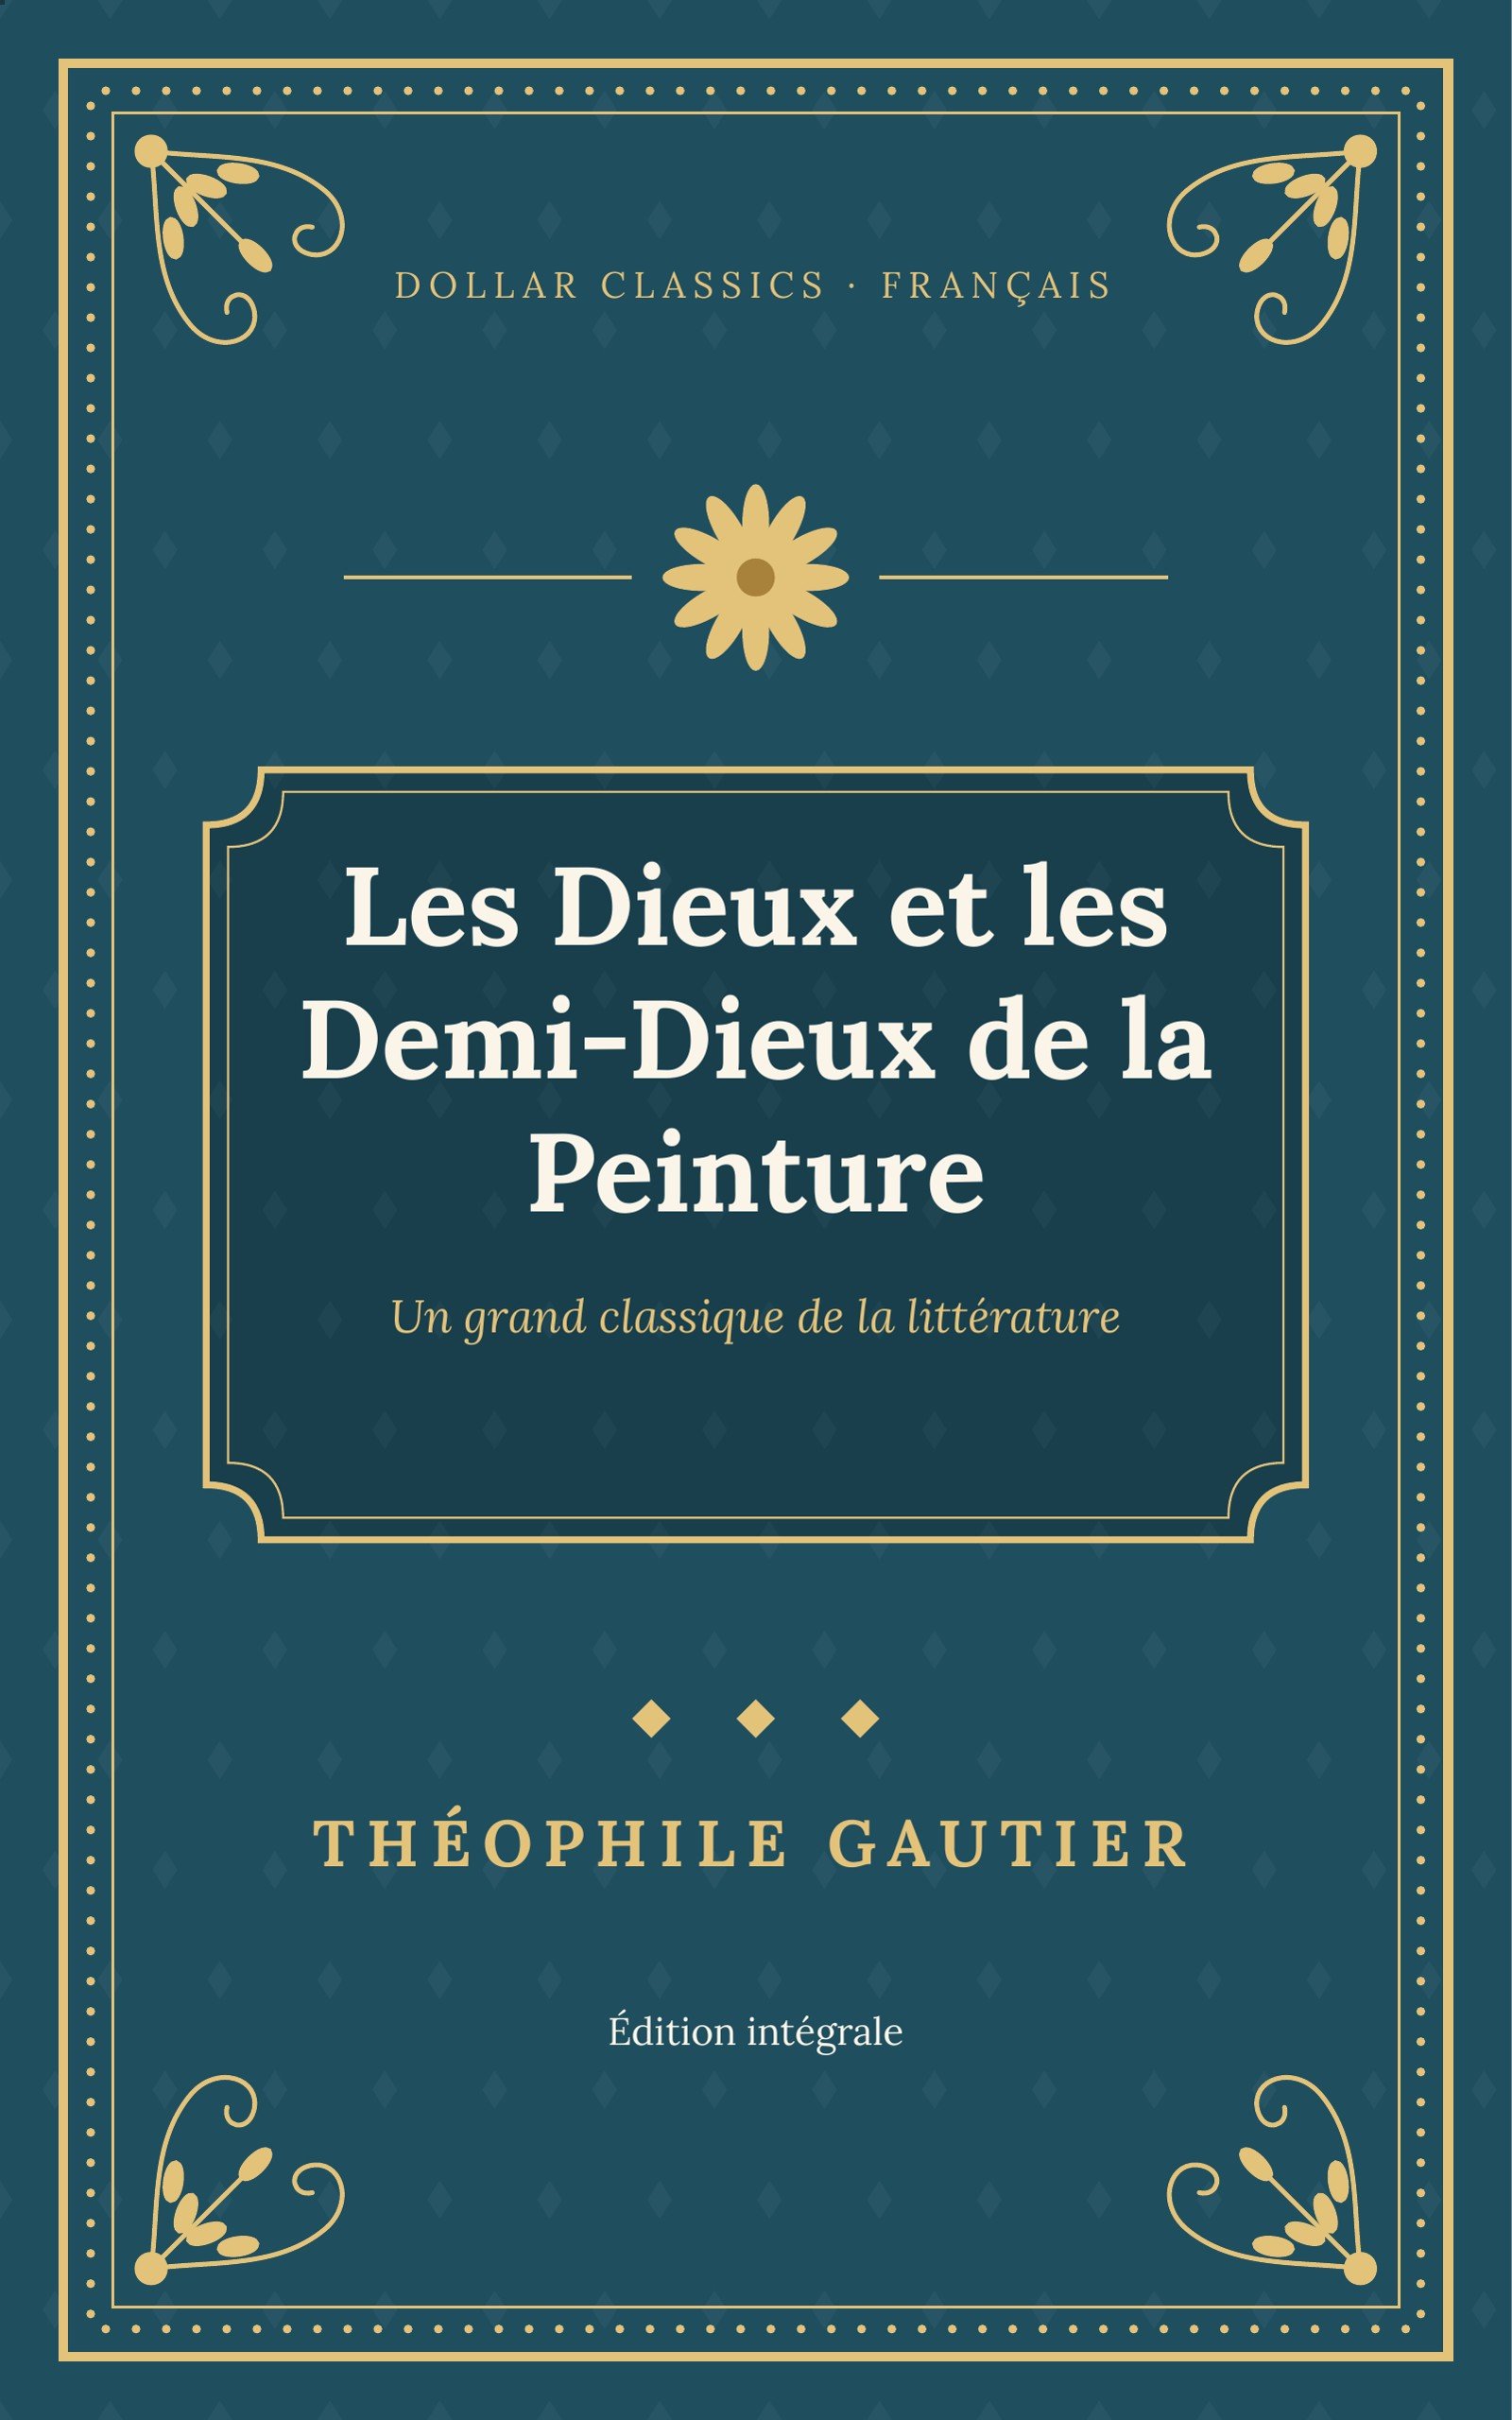 DOLLAR CLASSICS · FRANÇAIS
Les Dieux et les
Demi-Dieux de la
Peinture
Un grand classique de la littérature
THÉOPHILE GAUTIER
Édition intégrale